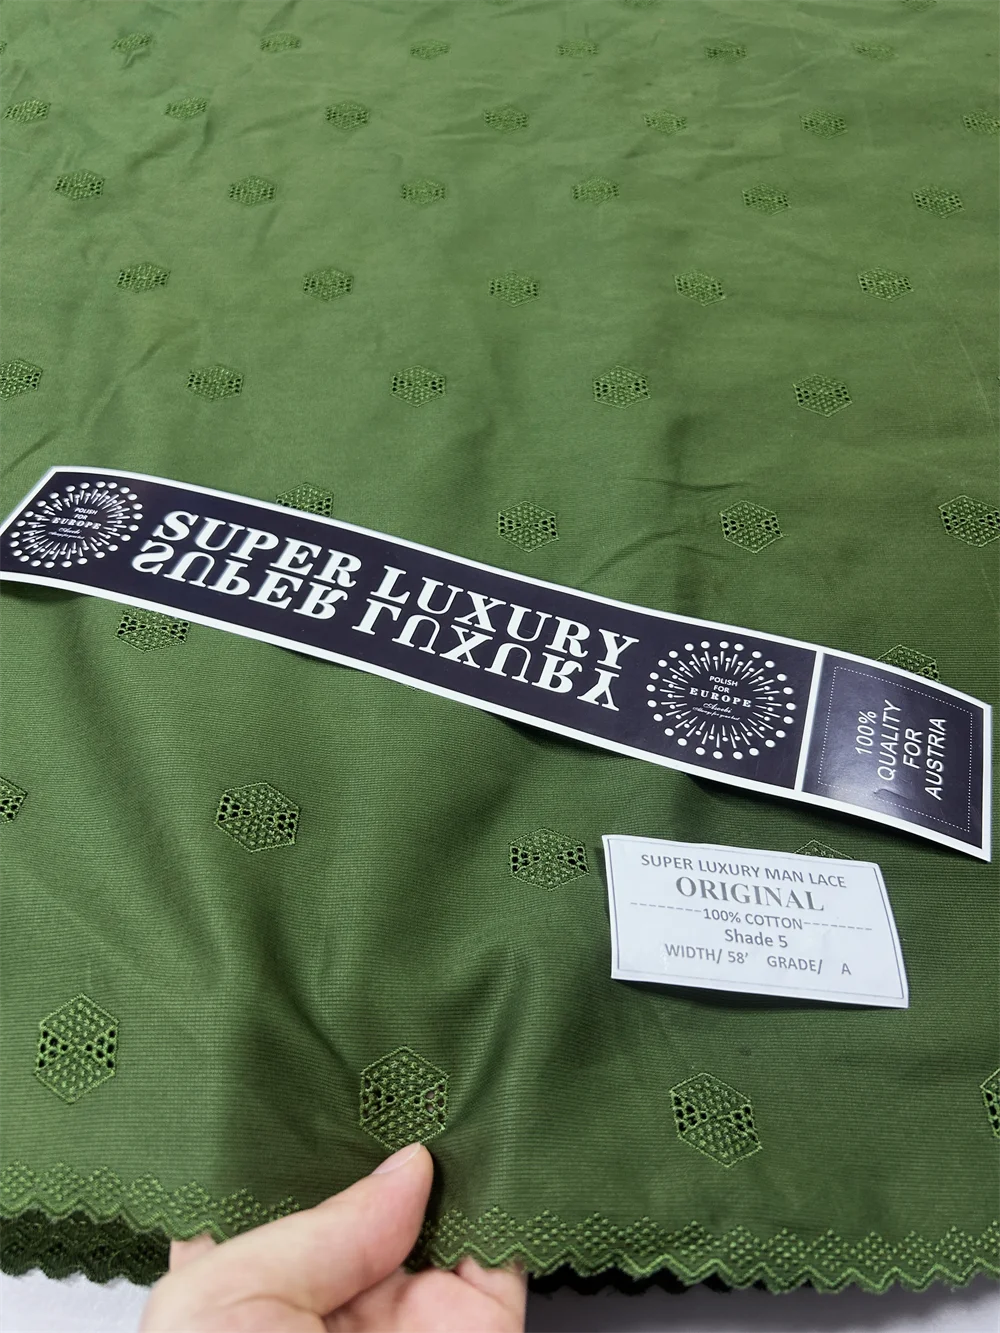 POLISH
FOR
EUROPE
SUPER LUXURY
SUPER LUXURY
POLISH
FOR
EUROPE
100%
QUALITY
FOR
AUSTRIA
SUPER LUXURY MAN LACE
ORIGINAL
--------100% COTTON--------
Shade 5
WIDTH/ 58' GRADE/ A